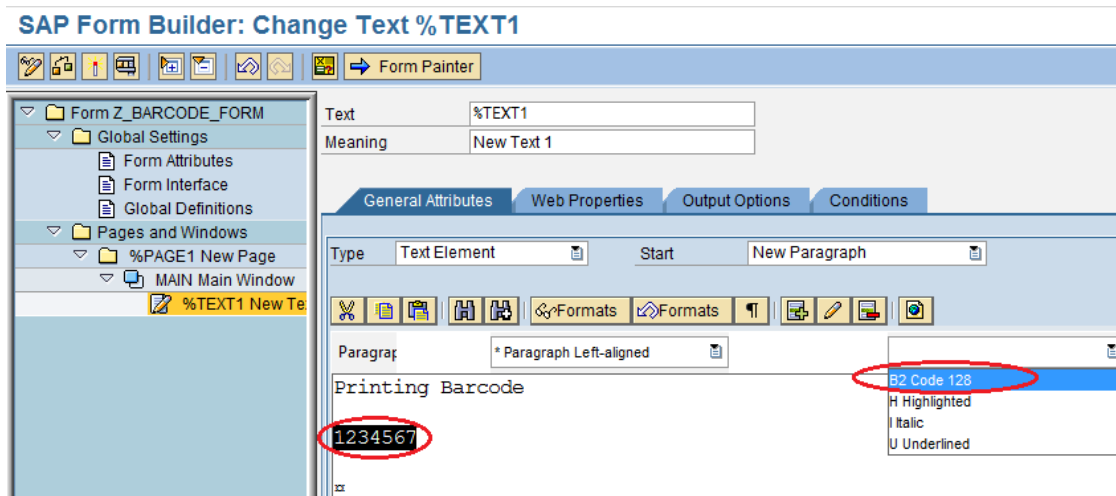 SAP Form Builder: Change Text %TEXT1
Form Painter
Form Z_BARCODE_FORM
Global Settings
Form Attributes
Form Interface
Global Definitions
Pages and Windows
%PAGE1 New Page
MAIN Main Window
%TEXT1 New Te
Text %TEXT1
Meaning New Text 1
General Attributes Web Properties Output Options Conditions
Type Text Element Start New Paragraph
Formats Formats ¶
Paragrap * Paragraph Left-aligned
B2 Code 128
H Highlighted
I Italic
U Underlined
Printing Barcode
1234567
¤